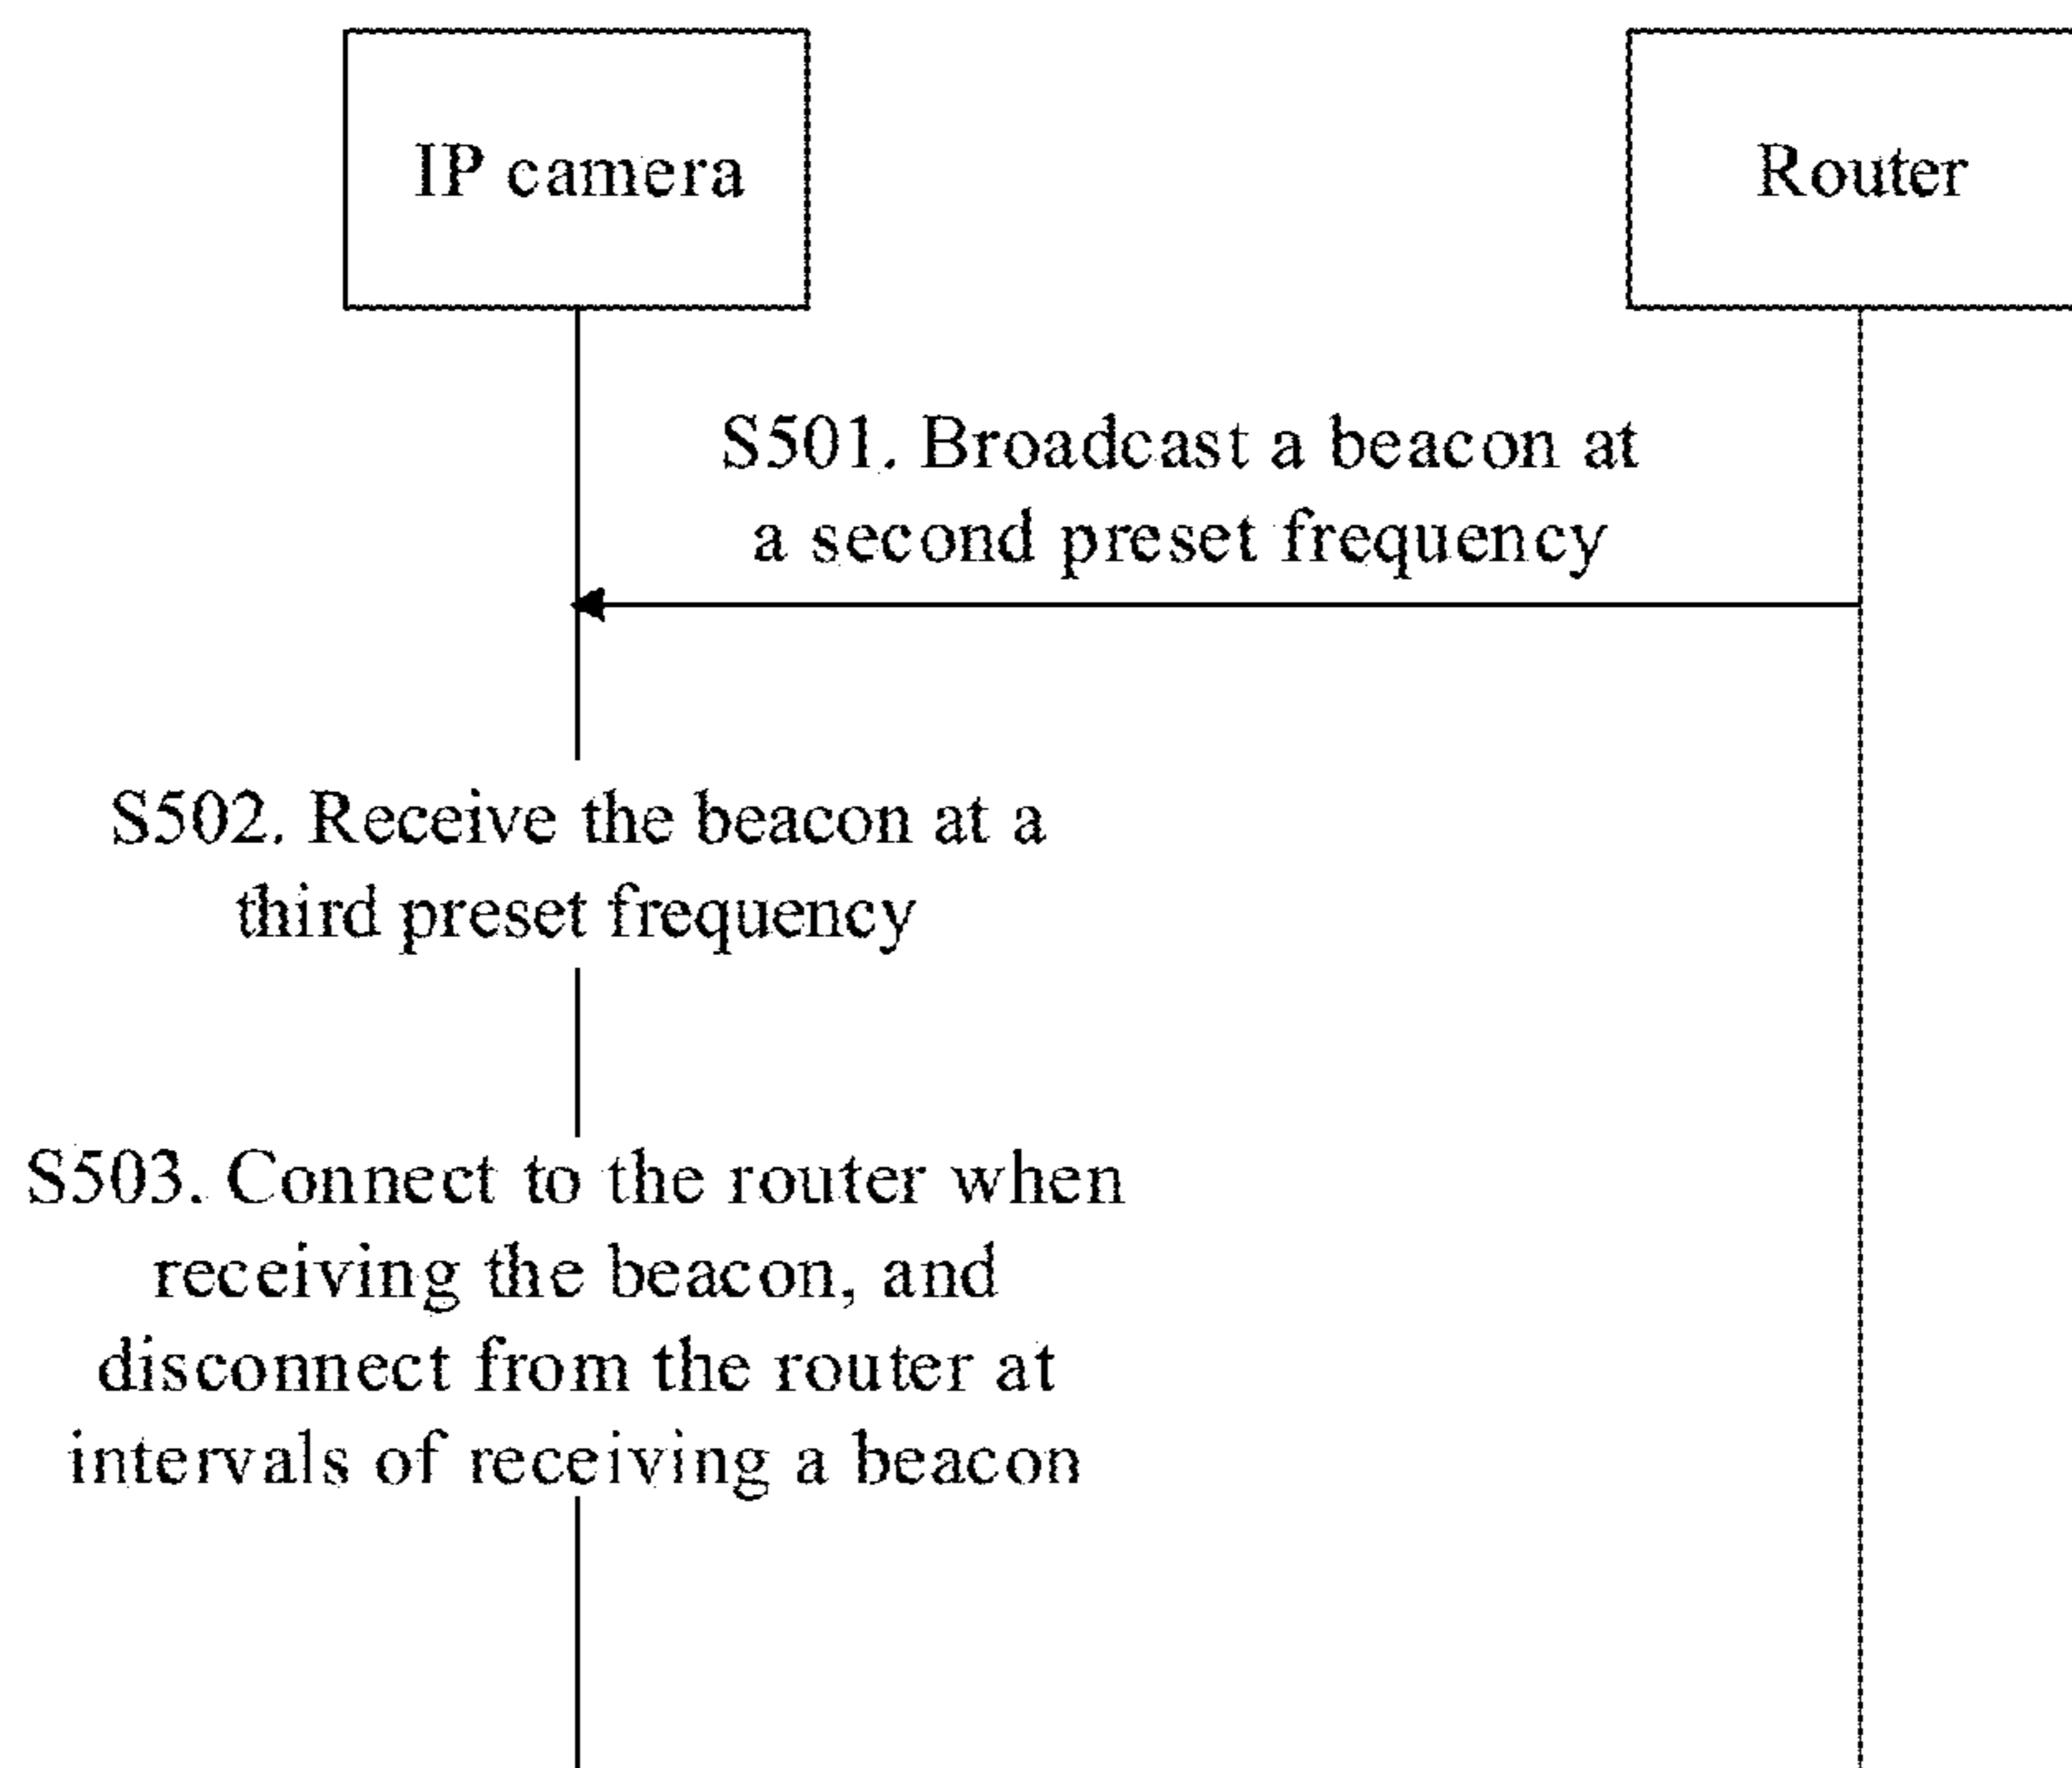 IP camera
Router
S501. Broadcast a beacon at
a second preset frequency
S502. Receive the beacon at a
third preset frequency
S503. Connect to the router when
receiving the beacon, and
disconnect from the router at
intervals of receiving a beacon